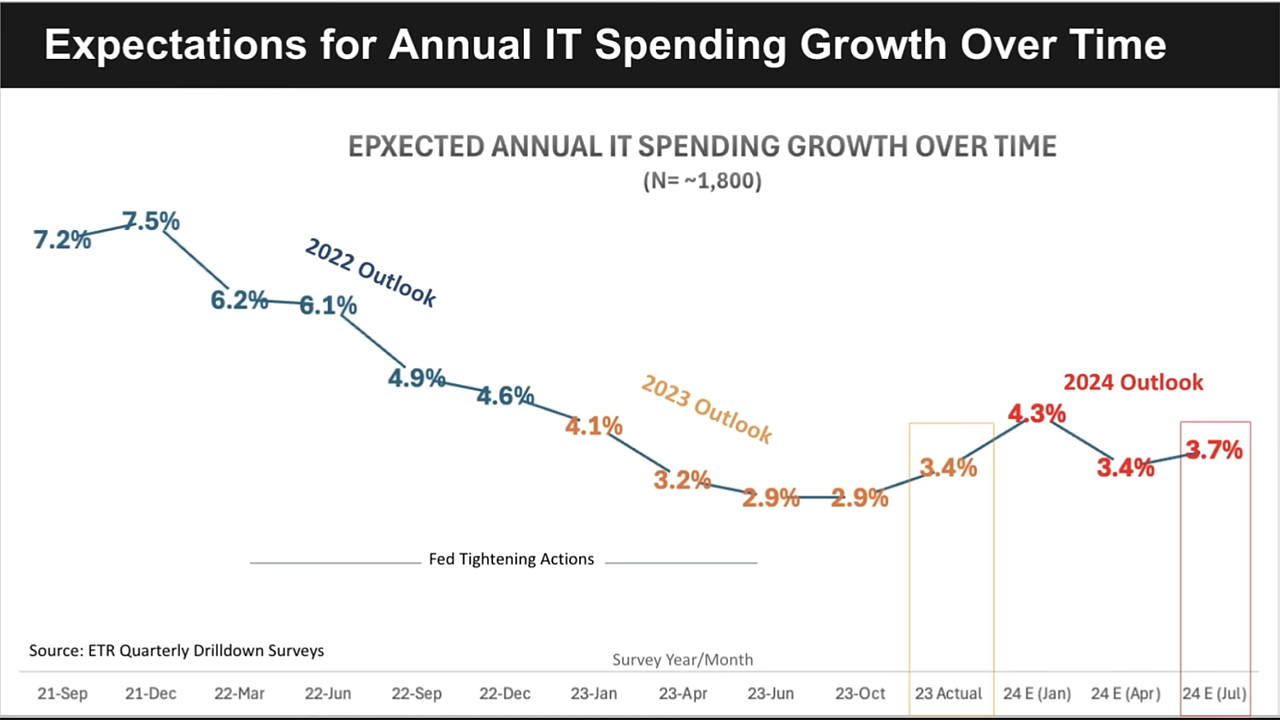 Expectations for Annual IT Spending Growth Over Time
EPXECTED ANNUAL IT SPENDING GROWTH OVER TIME
(N= ~1,800)
7.2%
7.5%
6.2%
6.1%
2022 Outlook
4.9%
4.6%
4.1%
2023 Outlook
3.2%
2.9%
2.9%
3.4%
4.3%
2024 Outlook
3.4%
3.7%
Fed Tightening Actions
Source: ETR Quarterly Drilldown Surveys
Survey Year/Month
21-Sep 21-Dec 22-Mar 22-Jun 22-Sep 22-Dec 23-Jan 23-Apr 23-Jun 23-Oct 23 Actual 24 E (Jan) 24 E (Apr) 24 E (Jul)